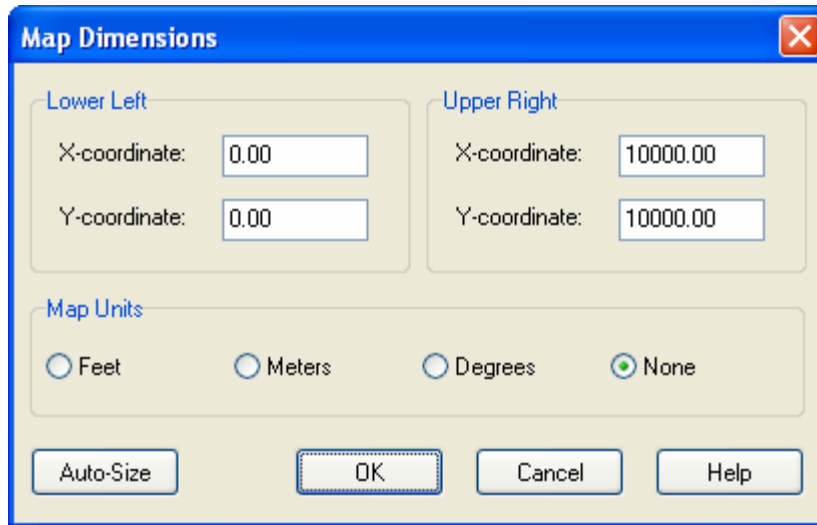 Map Dimensions
Lower Left
X-coordinate: 0.00
Y-coordinate: 0.00
Upper Right
X-coordinate: 10000.00
Y-coordinate: 10000.00
Map Units
Feet Meters Degrees None
Auto-Size OK Cancel Help